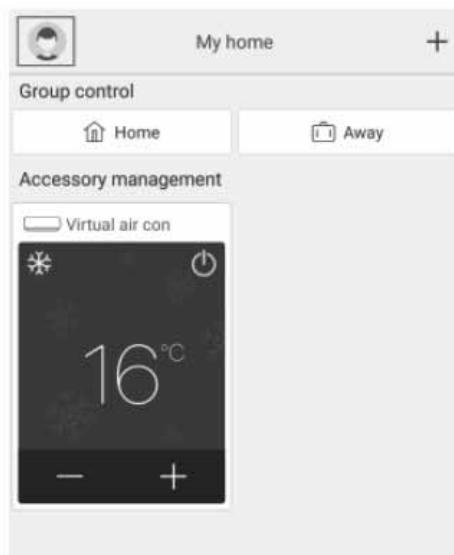 My home +
Group control
Home Away
Accessory management
Virtual air con
16°C
− +